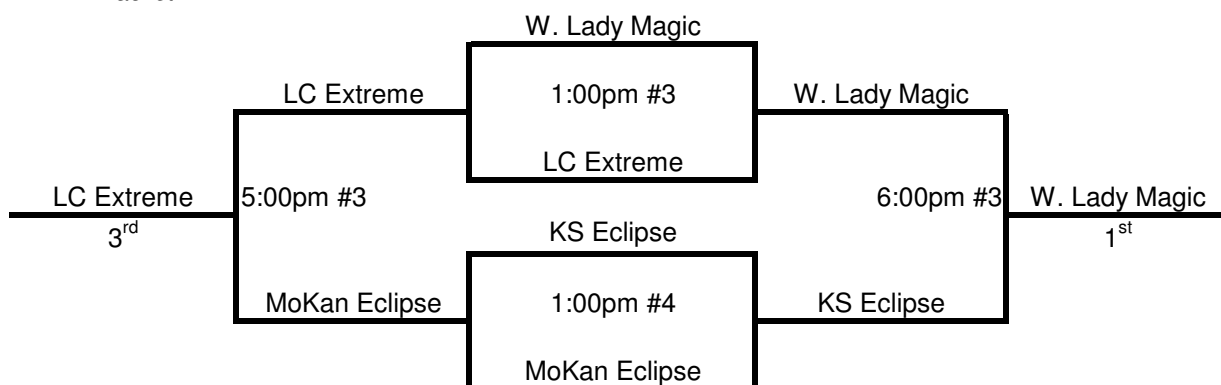 W. Lady Magic
LC Extreme
1:00pm #3
W. Lady Magic
LC Extreme
LC Extreme
5:00pm #3
6:00pm #3
W. Lady Magic
3rd
KS Eclipse
1st
MoKan Eclipse
1:00pm #4
KS Eclipse
MoKan Eclipse